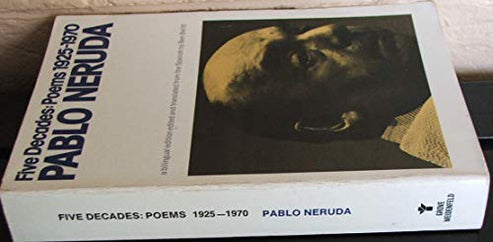 Five Decades: Poems 1925-1970
PABLO NERUDA
a bilingual edition edited and translated from the Spanish by Ben Belitt
FIVE DECADES: POEMS 1925—1970 PABLO NERUDA
GROVE
WEIDENFELD